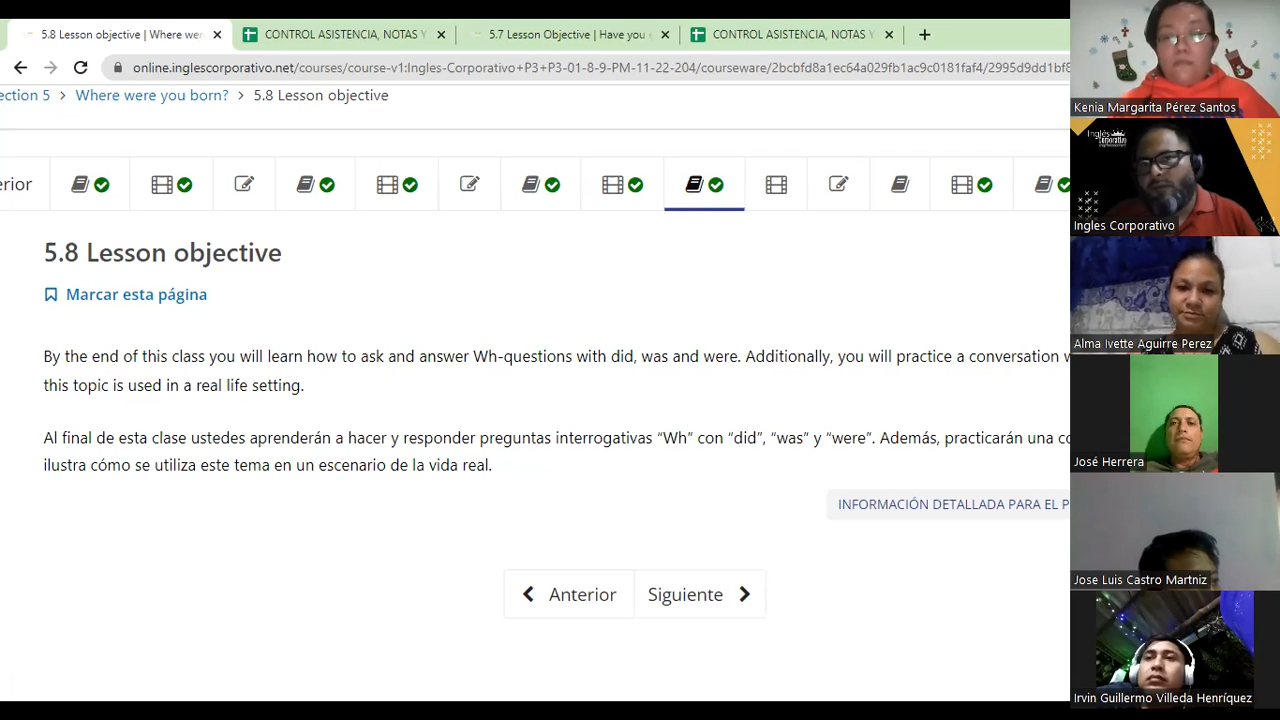 5.8 Lesson objective | Where wer
CONTROL ASISTENCIA, NOTAS Y
5.7 Lesson Objective | Have you e
CONTROL ASISTENCIA, NOTAS Y
online.inglescorporativo.net/courses/course-v1:Ingles-Corporativo+P3+P3-01-8-9-PM-11-22-204/courseware/2bcbfd8a1ec64a029fb1ac9c0181faf4/2995d9dd1bf8
ection 5 > Where were you born? > 5.8 Lesson objective
erior
5.8 Lesson objective
Marcar esta página
By the end of this class you will learn how to ask and answer Wh-questions with did, was and were. Additionally, you will practice a conversation w
this topic is used in a real life setting.
Al final de esta clase ustedes aprenderán a hacer y responder preguntas interrogativas “Wh” con “did”, “was” y “were”. Además, practicarán una co
ilustra cómo se utiliza este tema en un escenario de la vida real.
INFORMACIÓN DETALLADA PARA EL P
Anterior
Siguiente
Kenia Margarita Pérez Santos
Inglés
Corporativo
Ingles Corporativo
Alma Ivette Aguirre Perez
José Herrera
Jose Luis Castro Martniz
Irvin Guillermo Villeda Henríquez